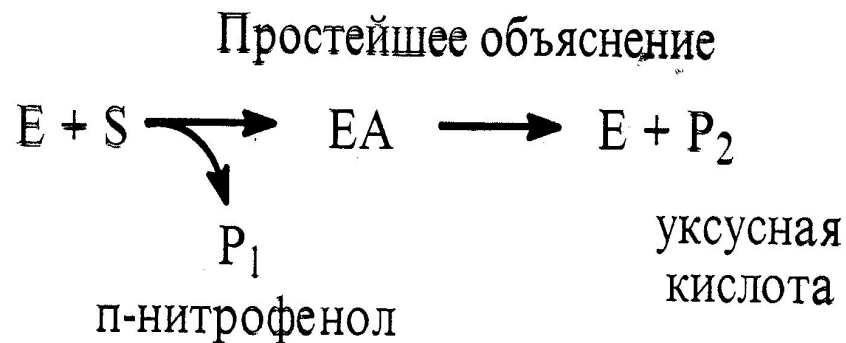 Простейшее объяснение
E + S → EA → E + P₂
P₁
п-нитрофенол
уксусная
кислота